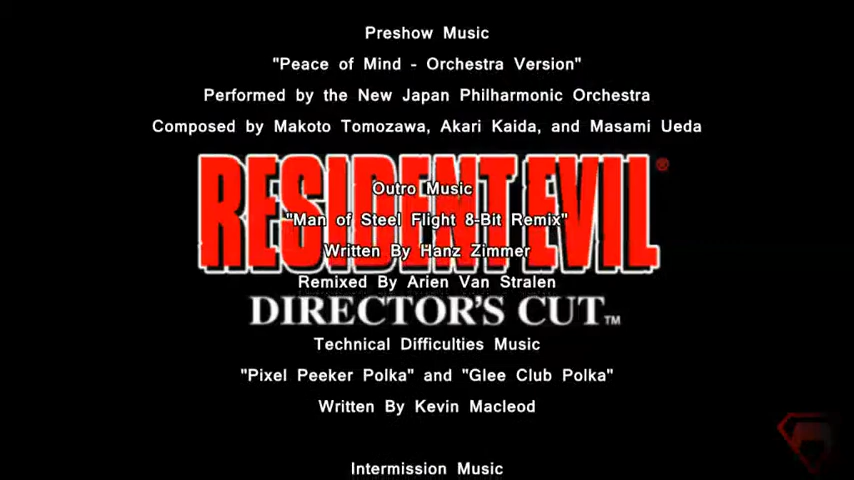 Preshow Music
"Peace of Mind - Orchestra Version"
Performed by the New Japan Philharmonic Orchestra
Composed by Makoto Tomozawa, Akari Kaida, and Masami Ueda
RESIDENT EVIL®
Outro Music
"Man of Steel Flight 8-Bit Remix"
Written By Hanz Zimmer
Remixed By Arien Van Stralen
DIRECTOR'S CUT™
Technical Difficulties Music
"Pixel Peeker Polka" and "Glee Club Polka"
Written By Kevin Macleod
Intermission Music